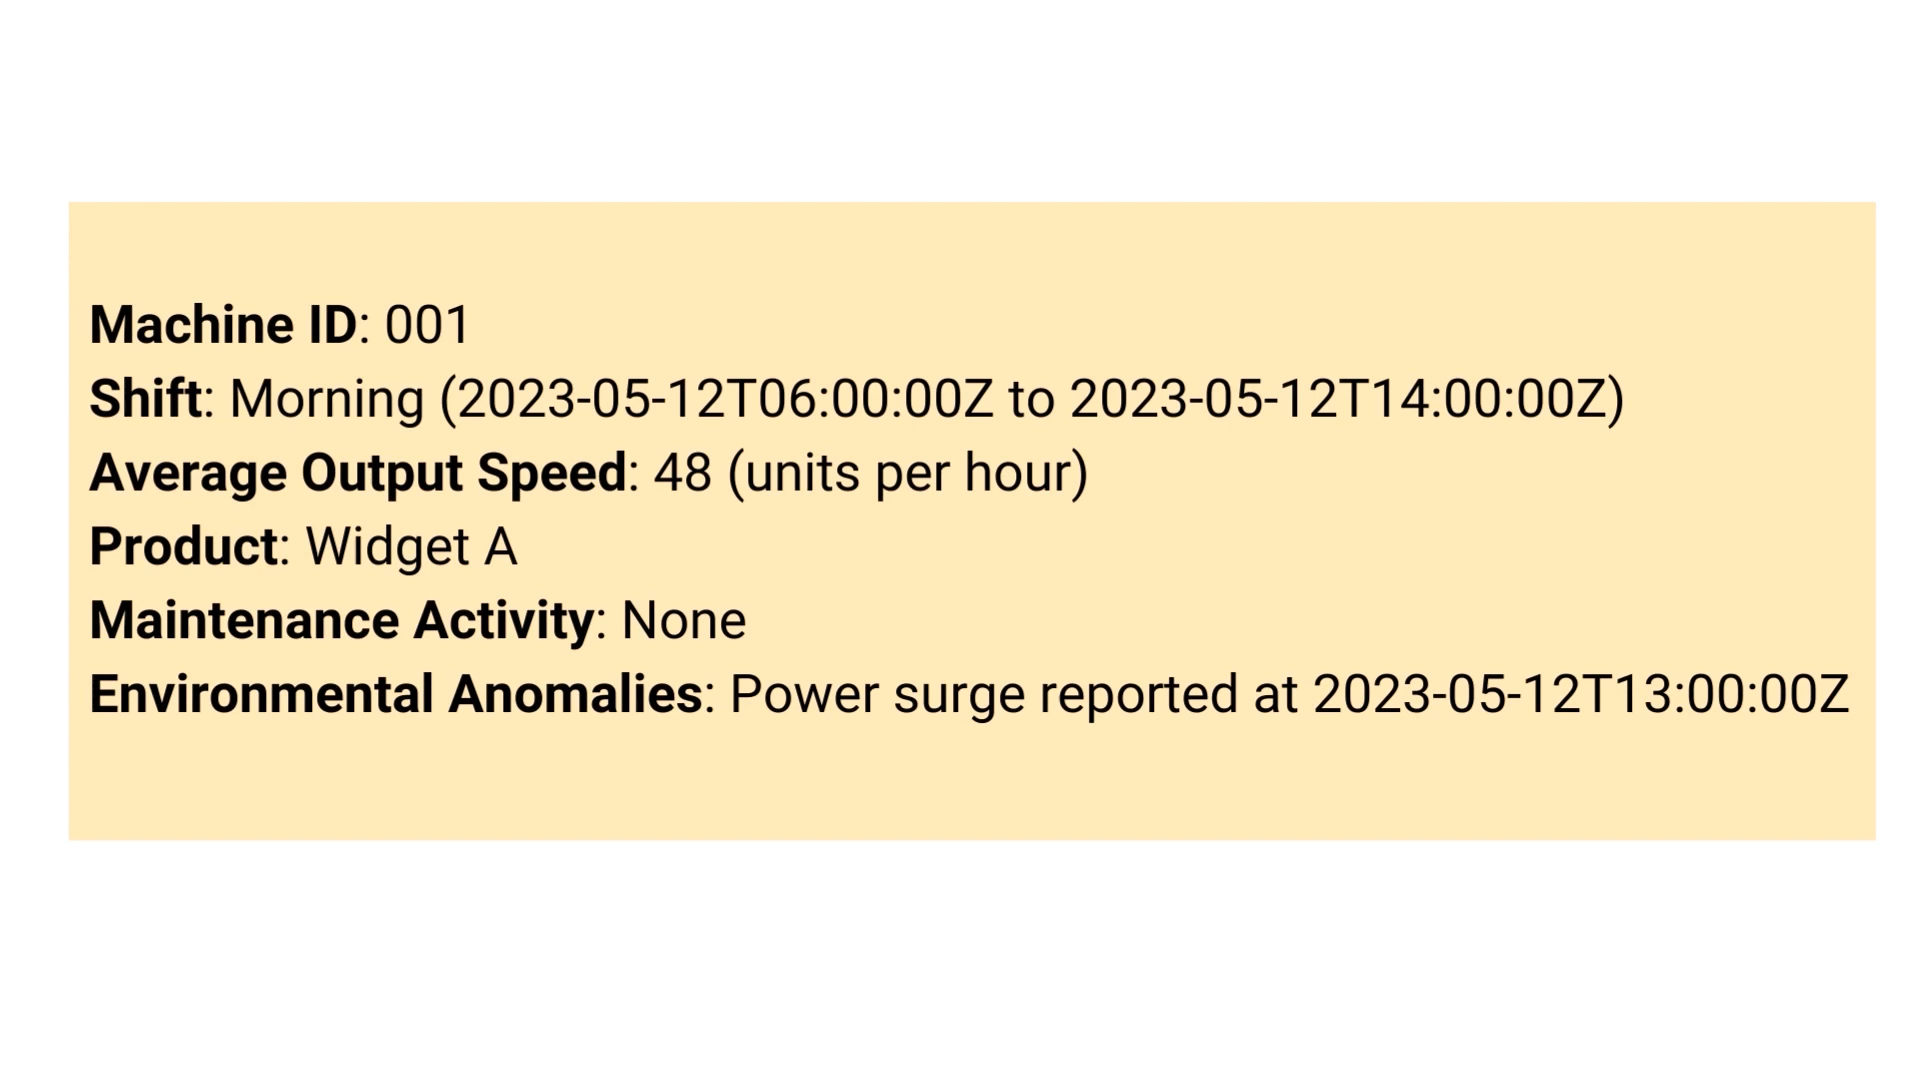 Machine ID: 001
Shift: Morning (2023-05-12T06:00:00Z to 2023-05-12T14:00:00Z)
Average Output Speed: 48 (units per hour)
Product: Widget A
Maintenance Activity: None
Environmental Anomalies: Power surge reported at 2023-05-12T13:00:00Z